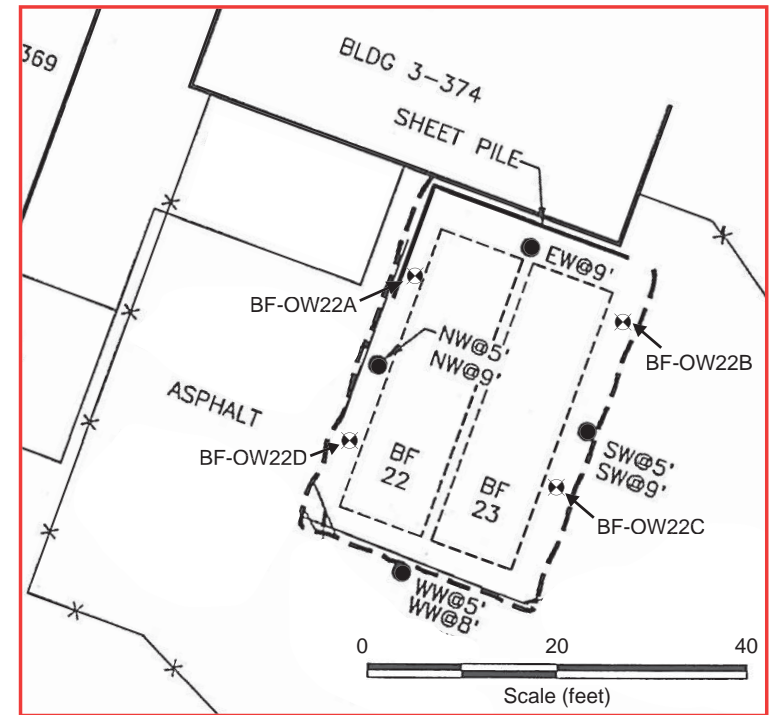 369
BLDG 3-374
SHEET PILE
EW@9'
BF-OW22A
BF-OW22B
NW@5'
NW@9'
ASPHALT
BF-OW22D
BF
22
BF
23
SW@5'
SW@9'
BF-OW22C
WW@5'
WW@8'
0 20 40
Scale (feet)